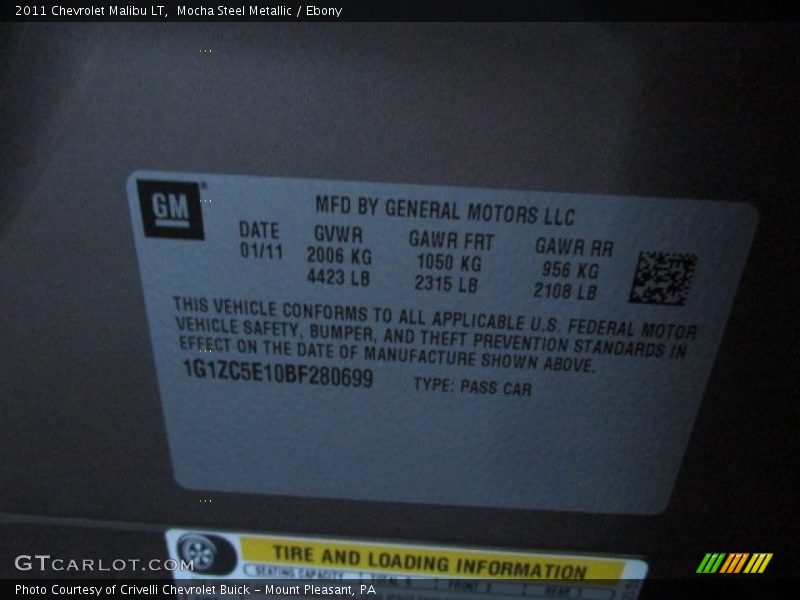 2011 Chevrolet Malibu LT,  Mocha Steel Metallic / Ebony
GM
MFD BY GENERAL MOTORS LLC
DATE GVWR GAWR FRT GAWR RR
01/11 2006 KG 1050 KG 956 KG
4423 LB 2315 LB 2108 LB
THIS VEHICLE CONFORMS TO ALL APPLICABLE U.S. FEDERAL MOTOR
VEHICLE SAFETY, BUMPER, AND THEFT PREVENTION STANDARDS IN
EFFECT ON THE DATE OF MANUFACTURE SHOWN ABOVE.
1G1ZC5E10BF280699 TYPE: PASS CAR
TIRE AND LOADING INFORMATION
SEATING CAPACITY
GTCARLOT.COM
Photo Courtesy of Crivelli Chevrolet Buick - Mount Pleasant, PA